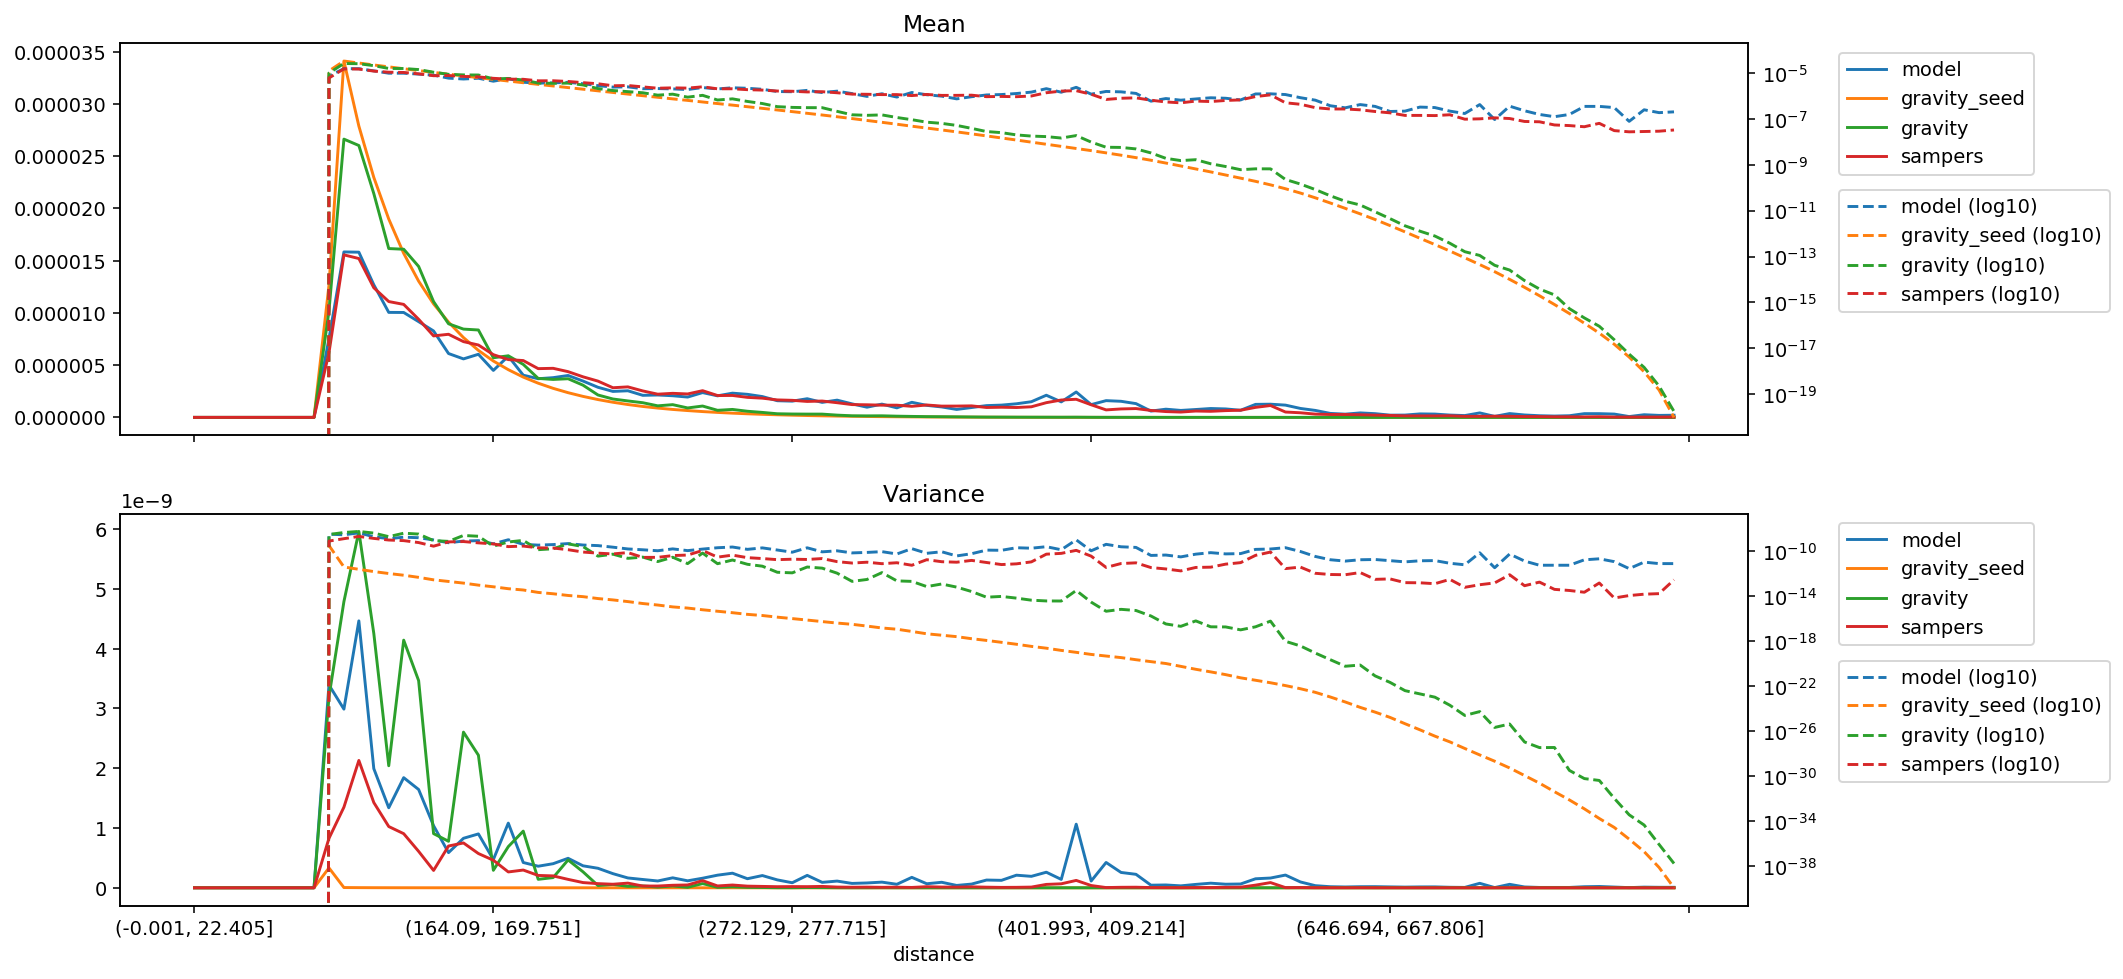 Mean
0.000035
0.000030
0.000025
0.000020
0.000015
0.000010
0.000005
0.000000
10⁻⁵
10⁻⁷
10⁻⁹
10⁻¹¹
10⁻¹³
10⁻¹⁵
10⁻¹⁷
10⁻¹⁹
model
gravity_seed
gravity
sampers
model (log10)
gravity_seed (log10)
gravity (log10)
sampers (log10)
Variance
1e−9
6
5
4
3
2
1
0
10⁻¹⁰
10⁻¹⁴
10⁻¹⁸
10⁻²²
10⁻²⁶
10⁻³⁰
10⁻³⁴
10⁻³⁸
model
gravity_seed
gravity
sampers
model (log10)
gravity_seed (log10)
gravity (log10)
sampers (log10)
(-0.001, 22.405]
(164.09, 169.751]
(272.129, 277.715]
(401.993, 409.214]
(646.694, 667.806]
distance